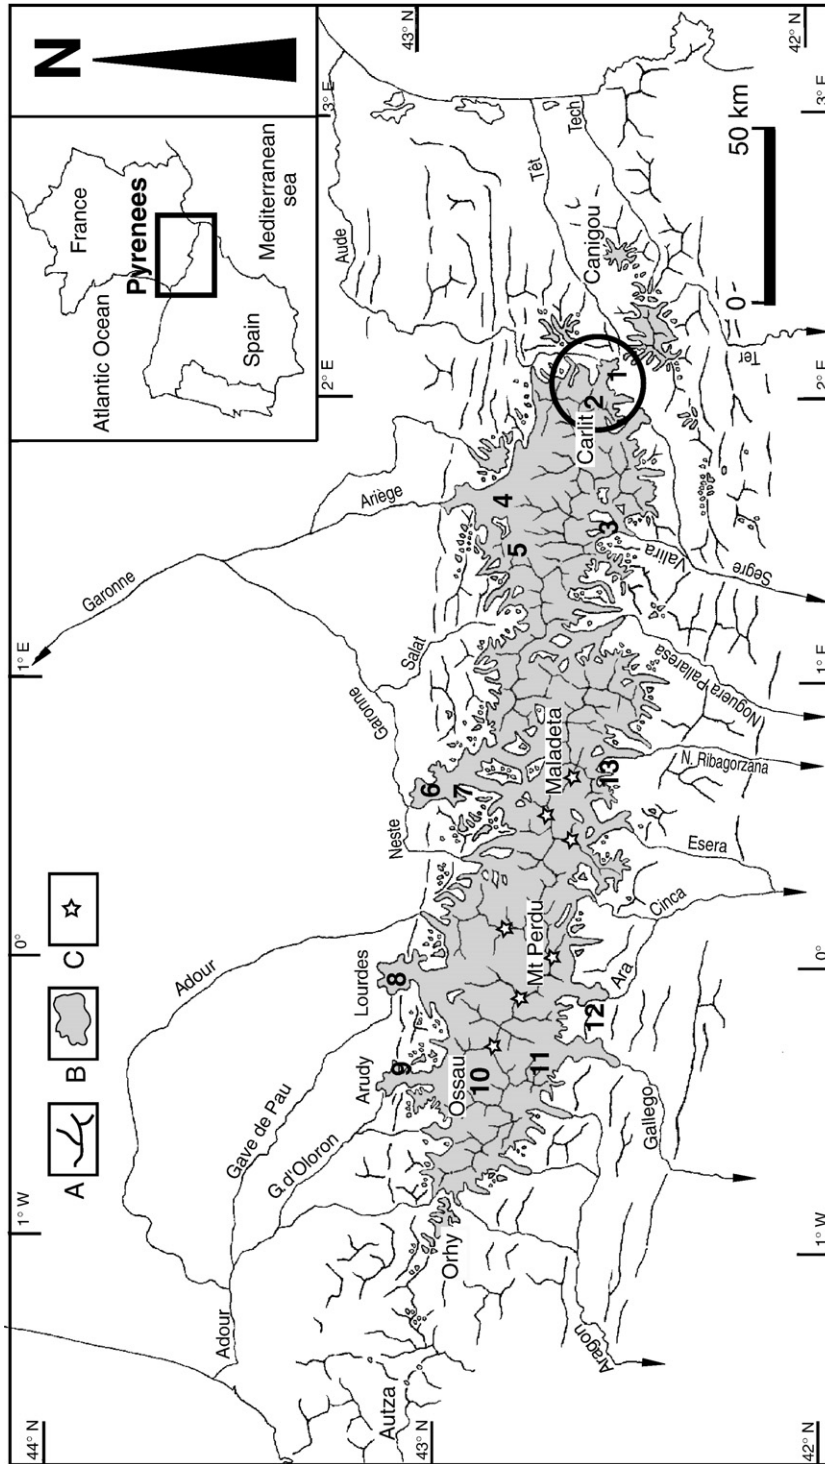 44° N
43° N
42° N
1° W
0°
1° E
2° E
3° E
A
B
C
Atlantic Ocean
France
Pyrenees
Spain
Mediterranean
sea
N
Adour
Gave de Pau
G.d'Oloron
Adour
Autza
Orhy
Arudy
Lourdes
9
8
Ossau
10
11
Neste
Garonne
Salat
Garonne
Ariège
Aude
6
7
5
4
Mt Perdu
Maladeta
Carlit
2
1
3
Canigou
Têt
Tech
12
13
Aragon
Gallego
Ara
Cinca
Esera
N. Ribagorzana
Noguera Pallaresa
Valira
Segre
Ter
0
50 km
43° N
42° N
1° W
0°
1° E
2° E
3° E